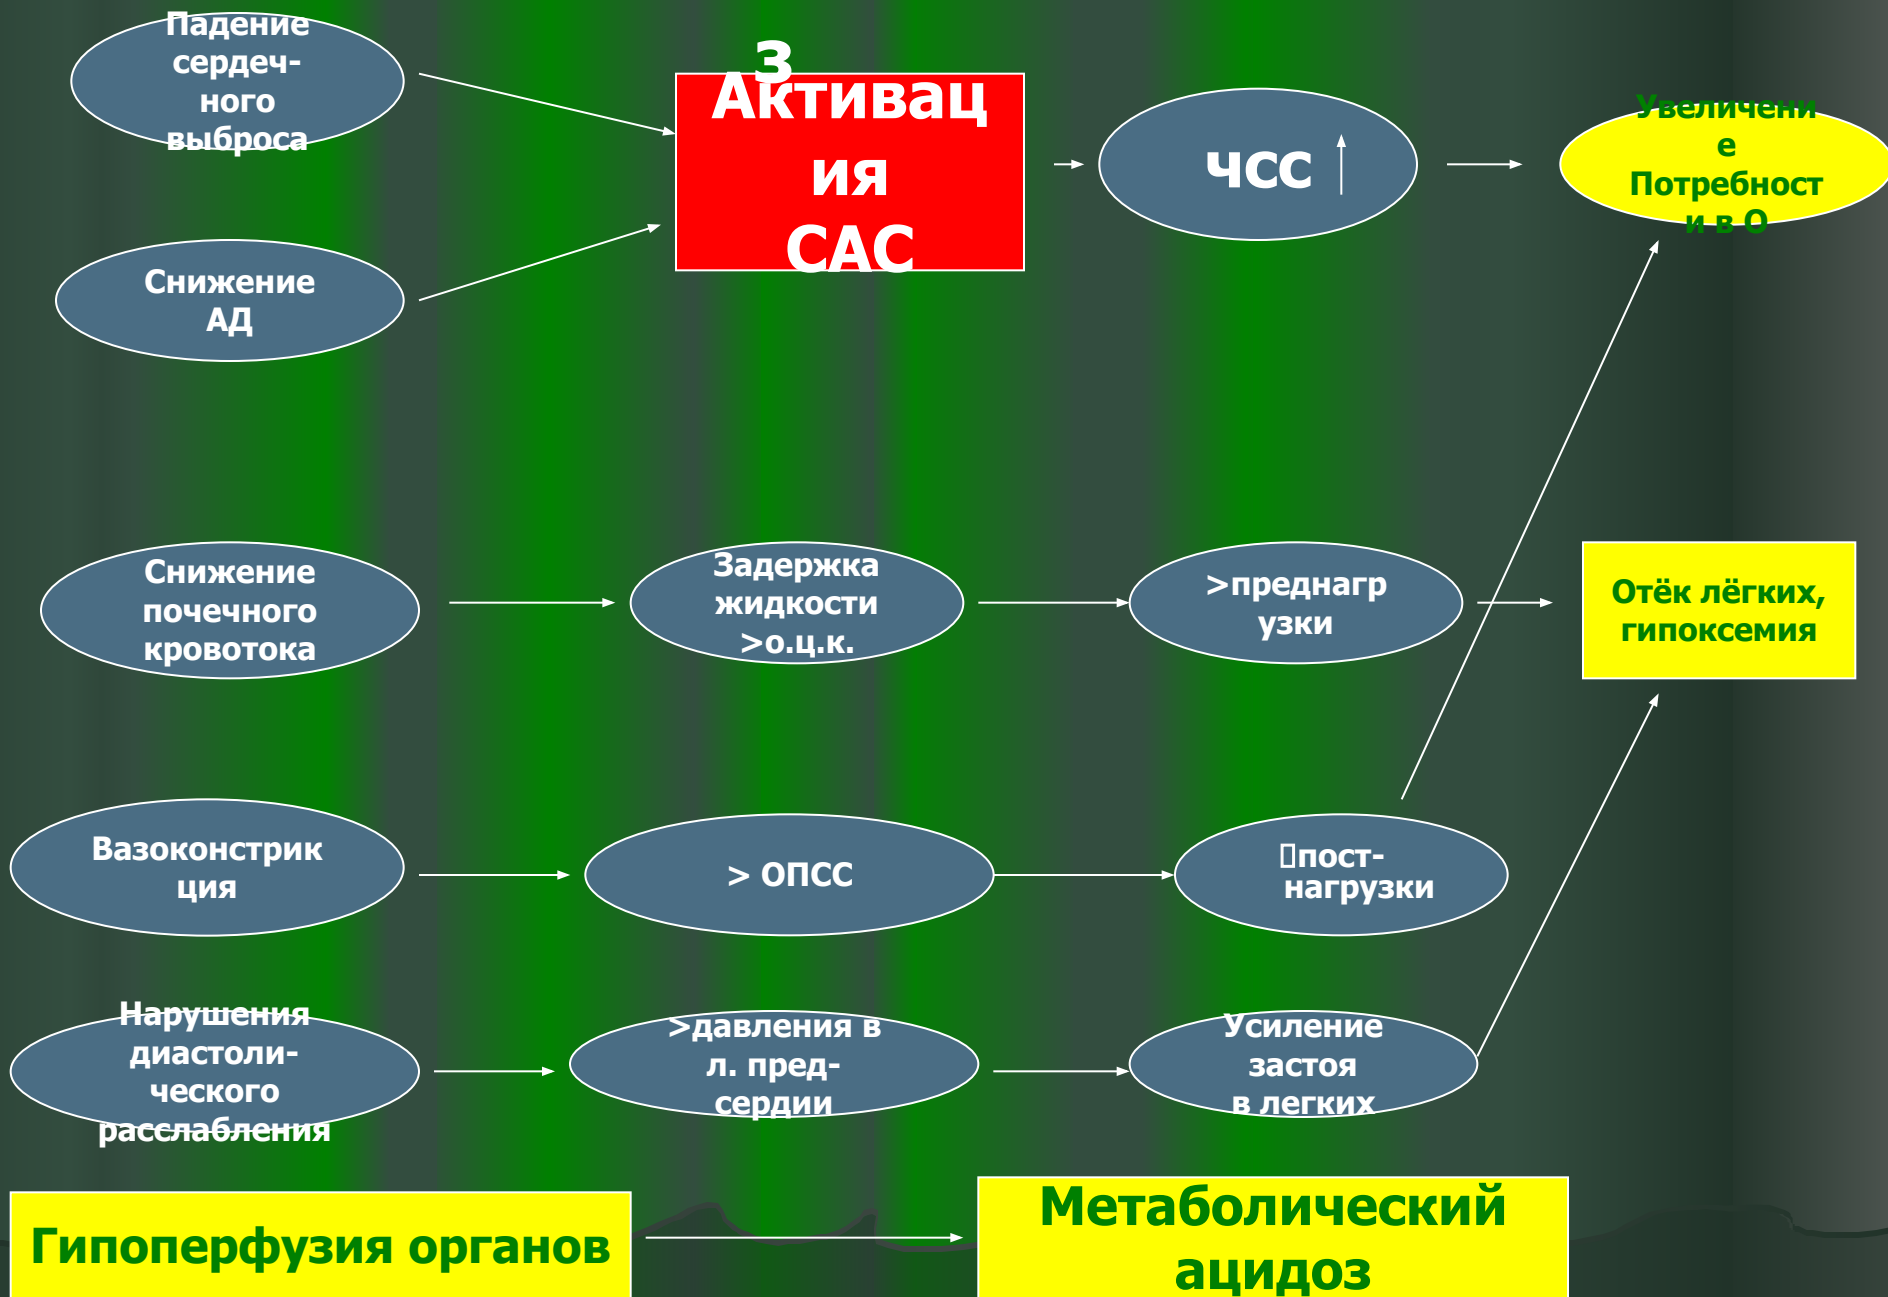 Падение
сердеч-
ного
выброса
З
Активац
ия
САС
ЧСС
Увеличени
е
Потребност
и в О
Снижение
АД
Снижение
почечного
кровотока
Задержка
жидкости
>о.ц.к.
>преднагр
узки
Отёк лёгких,
гипоксемия
Вазоконстрик
ция
> ОПСС
пост-
нагрузки
Нарушения
диастоли-
ческого
расслабления
>давления в
л. пред-
сердии
Усиление
застоя
в легких
Гипоперфузия органов
Метаболический
ацидоз